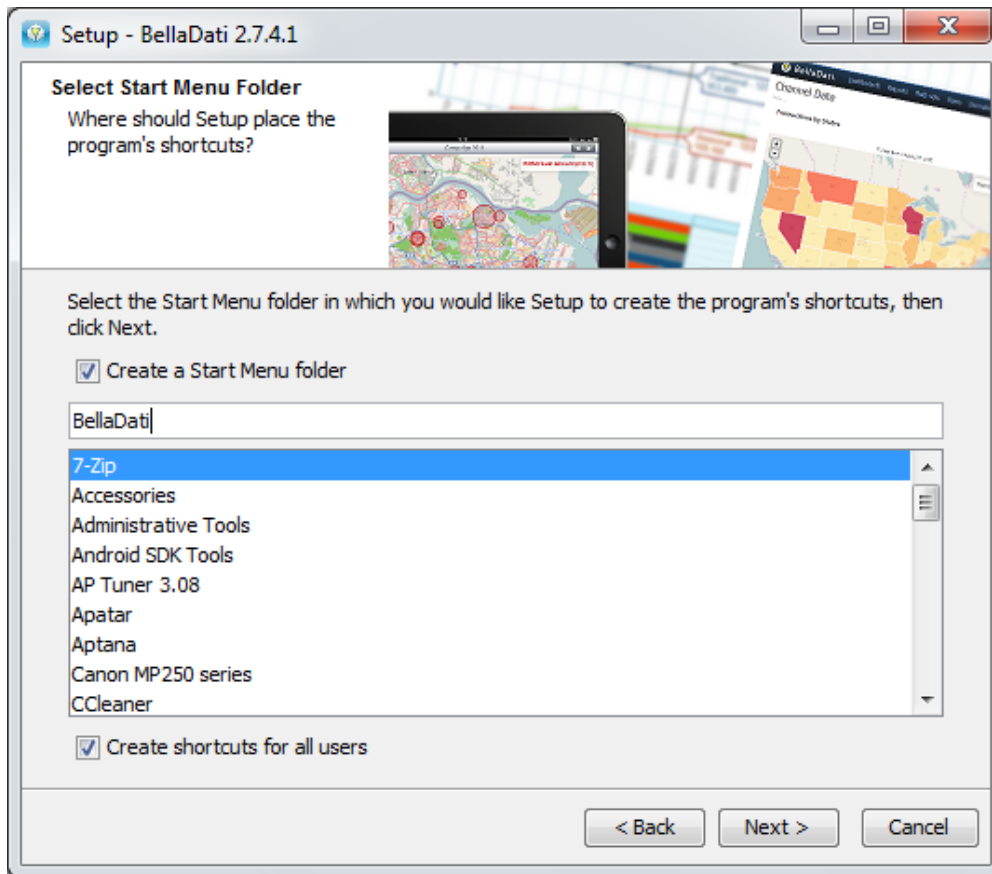 Setup - BellaDati 2.7.4.1
Select Start Menu Folder
Where should Setup place the
program's shortcuts?
BellaDati
Channel Data
Select the Start Menu folder in which you would like Setup to create the program's shortcuts, then
click Next.
Create a Start Menu folder
BellaDati
7-Zip
Accessories
Administrative Tools
Android SDK Tools
AP Tuner 3.08
Apatar
Aptana
Canon MP250 series
CCleaner
Create shortcuts for all users
< Back
Next >
Cancel